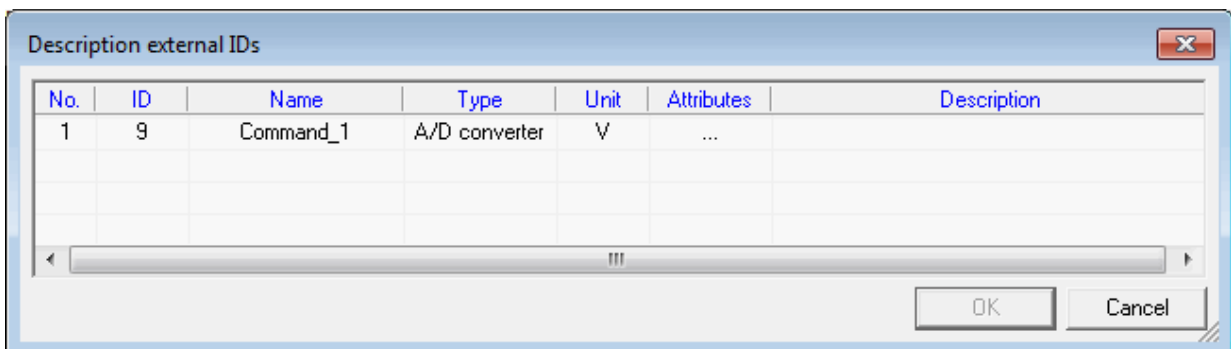 Description external IDs
No. ID Name Type Unit Attributes Description
1 9 Command_1 A/D converter V ...
OK Cancel